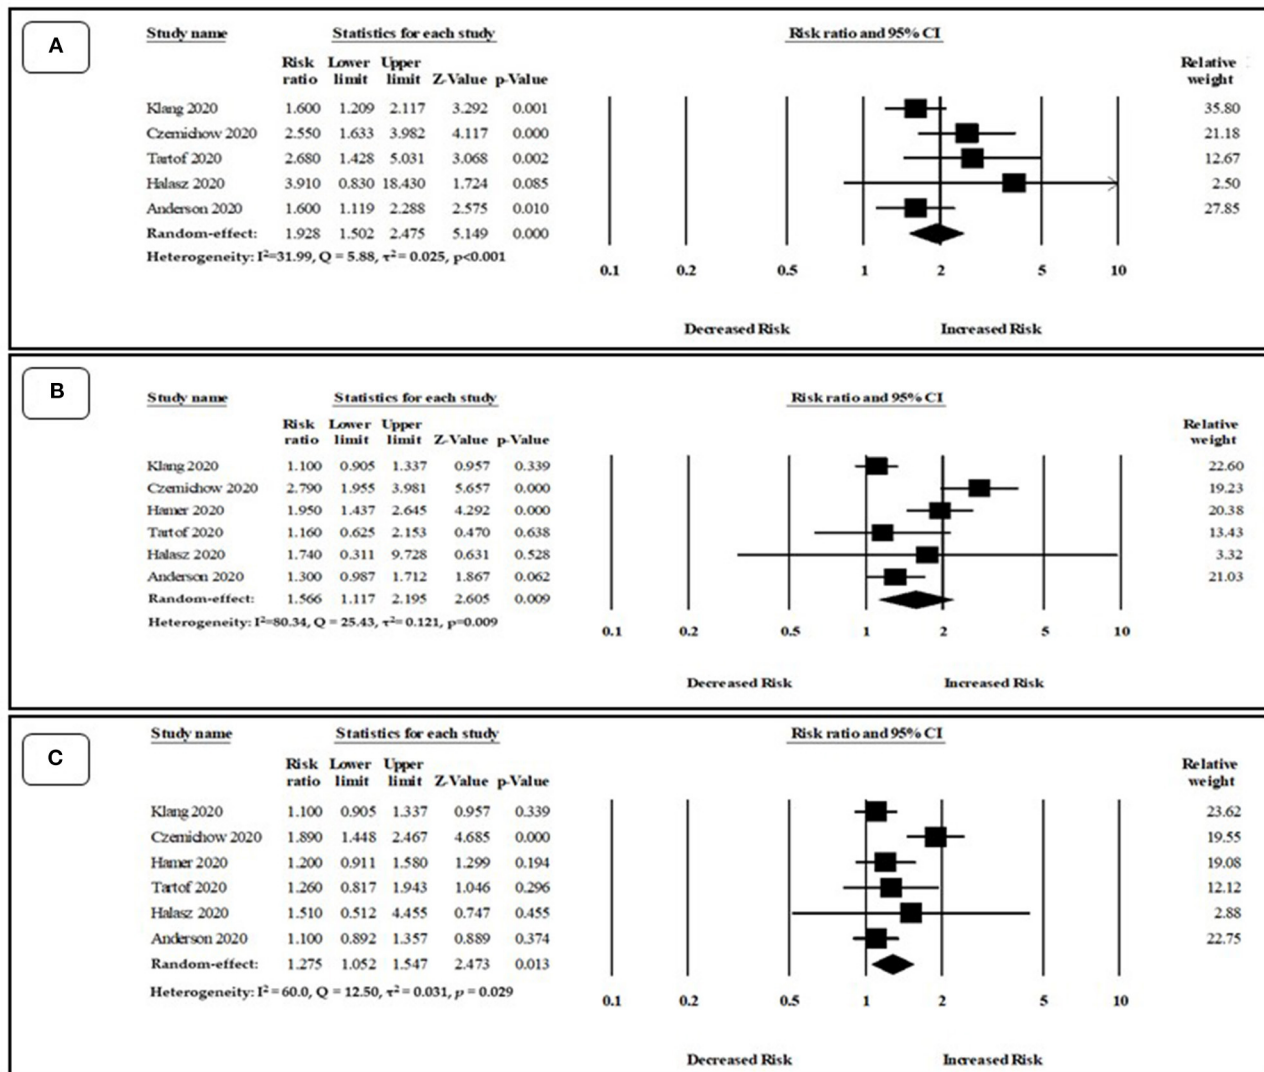 A
Study name Statistics for each study Risk ratio and 95% CI
Risk Lower Upper Relative
ratio limit limit Z-Value p-Value weight
Klang 2020 1.600 1.209 2.117 3.292 0.001 35.80
Czernichow 2020 2.550 1.633 3.982 4.117 0.000 21.18
Tartof 2020 2.680 1.428 5.031 3.068 0.002 12.67
Halasz 2020 3.910 0.830 18.430 1.724 0.085 2.50
Anderson 2020 1.600 1.119 2.288 2.575 0.010 27.85
Random-effect: 1.928 1.502 2.475 5.149 0.000
Heterogeneity: I²=31.99, Q = 5.88, τ²= 0.025, p<0.001
0.1 0.2 0.5 1 2 5 10
Decreased Risk Increased Risk
B
Study name Statistics for each study Risk ratio and 95% CI
Risk Lower Upper Relative
ratio limit limit Z-Value p-Value weight
Klang 2020 1.100 0.905 1.337 0.957 0.339 22.60
Czernichow 2020 2.790 1.955 3.981 5.657 0.000 19.23
Hamer 2020 1.950 1.437 2.645 4.292 0.000 20.38
Tartof 2020 1.160 0.625 2.153 0.470 0.638 13.43
Halasz 2020 1.740 0.311 9.728 0.631 0.528 3.32
Anderson 2020 1.300 0.987 1.712 1.867 0.062 21.03
Random-effect: 1.566 1.117 2.195 2.605 0.009
Heterogeneity: I²=80.34, Q = 25.43, τ²= 0.121, p=0.009
0.1 0.2 0.5 1 2 5 10
Decreased Risk Increased Risk
C
Study name Statistics for each study Risk ratio and 95% CI
Risk Lower Upper Relative
ratio limit limit Z-Value p-Value weight
Klang 2020 1.100 0.905 1.337 0.957 0.339 23.62
Czernichow 2020 1.890 1.448 2.467 4.685 0.000 19.55
Hamer 2020 1.200 0.911 1.580 1.299 0.194 19.08
Tartof 2020 1.260 0.817 1.943 1.046 0.296 12.12
Halasz 2020 1.510 0.512 4.455 0.747 0.455 2.88
Anderson 2020 1.100 0.892 1.357 0.889 0.374 22.75
Random-effect: 1.275 1.052 1.547 2.473 0.013
Heterogeneity: I² = 60.0, Q = 12.50, τ² = 0.031, p = 0.029
0.1 0.2 0.5 1 2 5 10
Decreased Risk Increased Risk